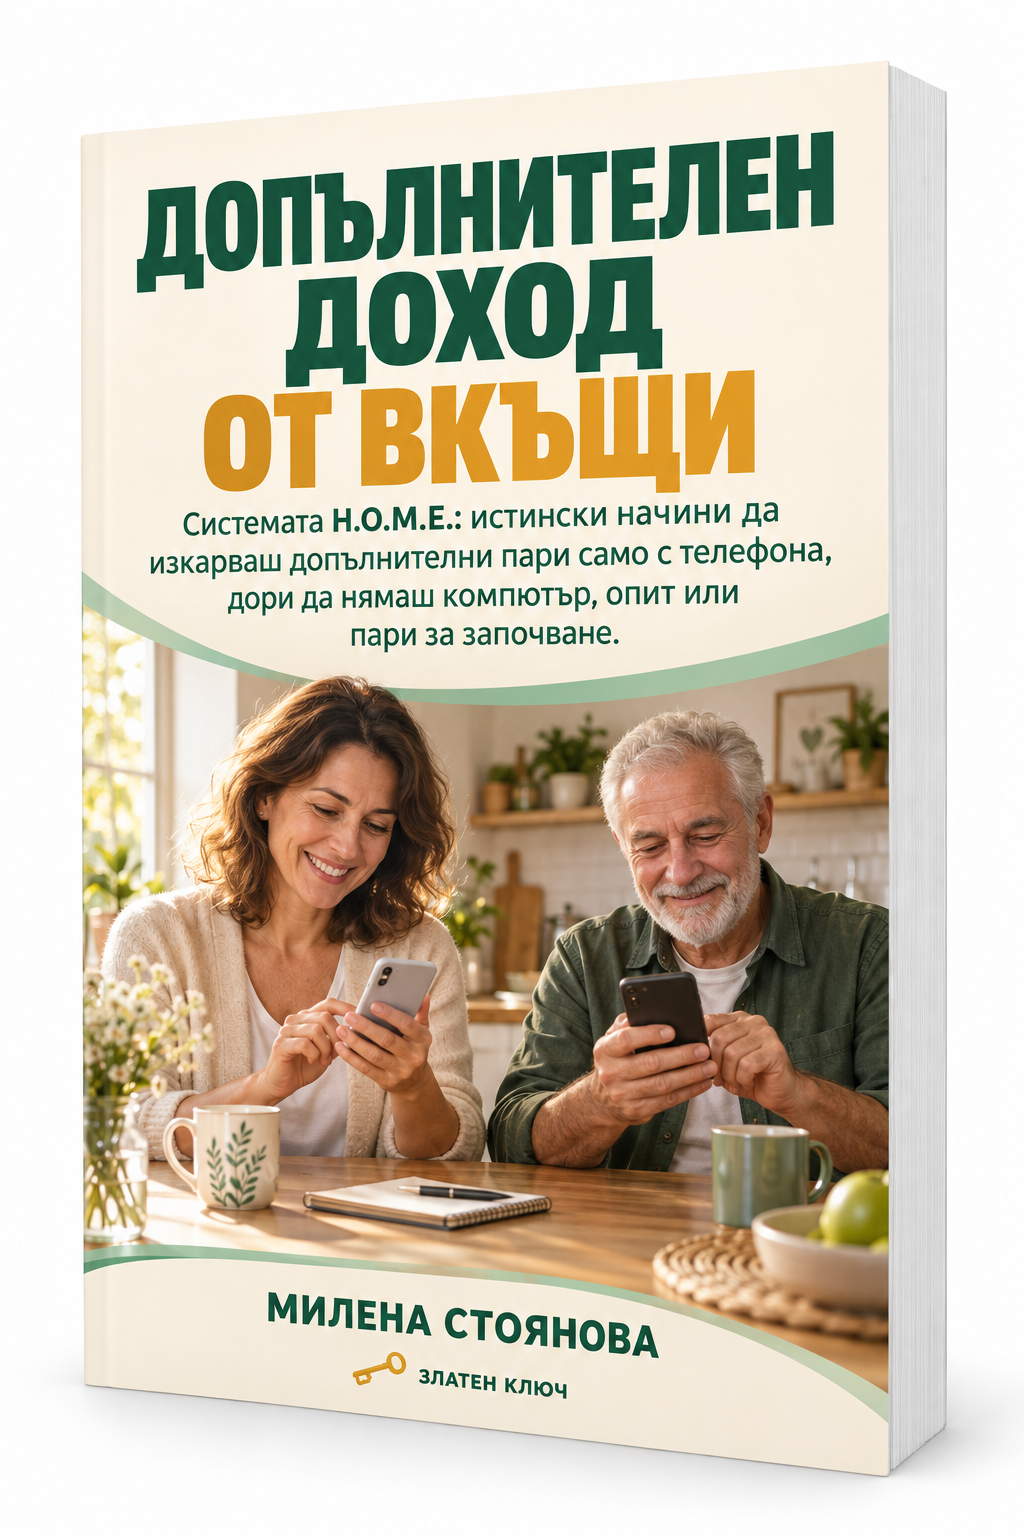 ДОПЪЛНИТЕЛЕН
ДОХОД
ОТ ВКЪЩИ
Системата H.O.M.E.: истински начини да
изкарваш допълнителни пари само с телефона,
дори да нямаш компютър, опит или
пари за започване.
МИЛЕНА СТОЯНОВА
ЗЛАТЕН КЛЮЧ